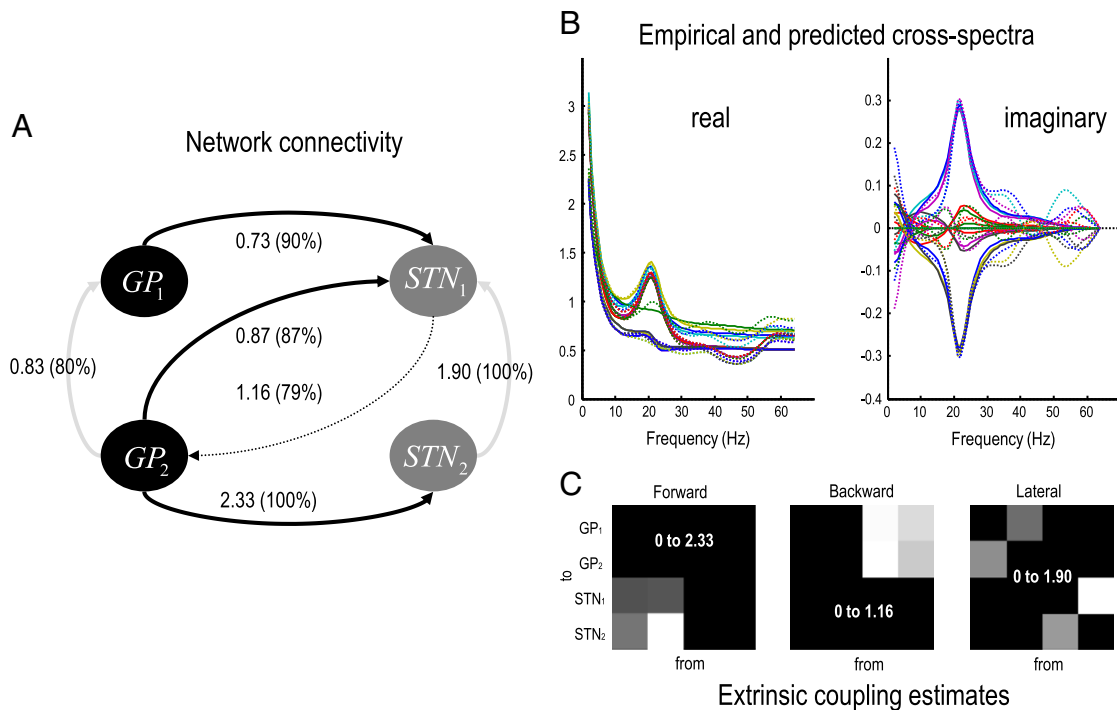 A
Network connectivity
0.73 (90%)
GP1
STN1
0.87 (87%)
0.83 (80%)
1.16 (79%)
1.90 (100%)
GP2
STN2
2.33 (100%)
B
Empirical and predicted cross-spectra
real
3
2.5
2
1.5
1
0.5
0
0 10 20 30 40 50 60
Frequency (Hz)
imaginary
0.3
0.2
0.1
0
-0.1
-0.2
-0.3
-0.4
0 10 20 30 40 50 60
Frequency (Hz)
C
Forward
Backward
Lateral
to
GP1
GP2
STN1
STN2
0 to 2.33
0 to 1.16
0 to 1.90
from
from
from
Extrinsic coupling estimates